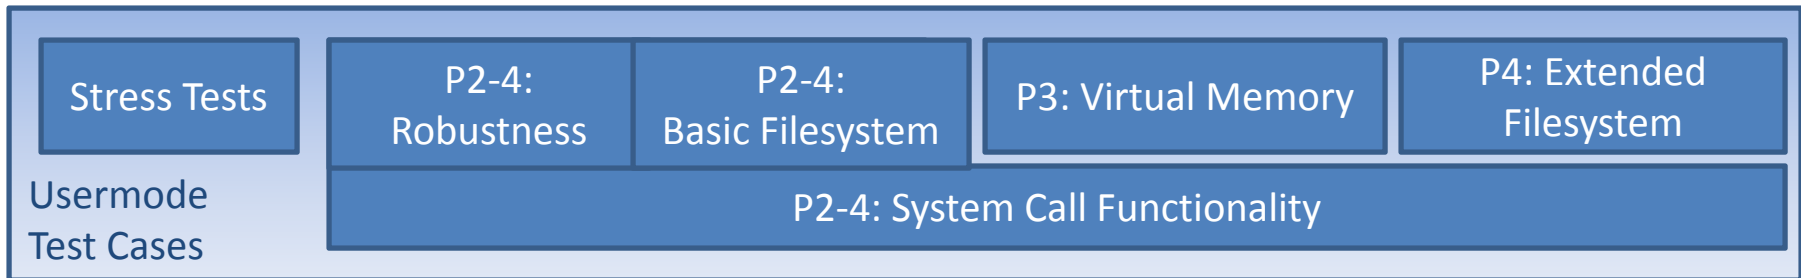 Stress Tests
P2-4:
Robustness
P2-4:
Basic Filesystem
P3: Virtual Memory
P4: Extended
Filesystem
Usermode
Test Cases
P2-4: System Call Functionality